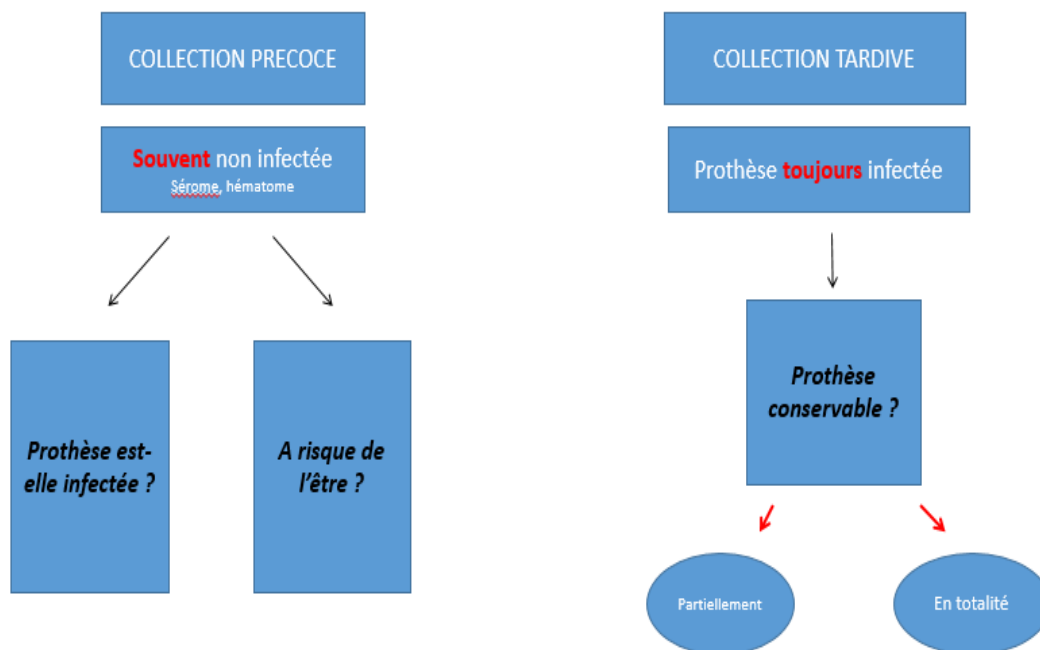 COLLECTION PRECOCE
Souvent non infectée
Sérome, hématome
Prothèse est-
elle infectée ?
A risque de
l'être ?
COLLECTION TARDIVE
Prothèse toujours infectée
Prothèse
conservable ?
Partiellement
En totalité